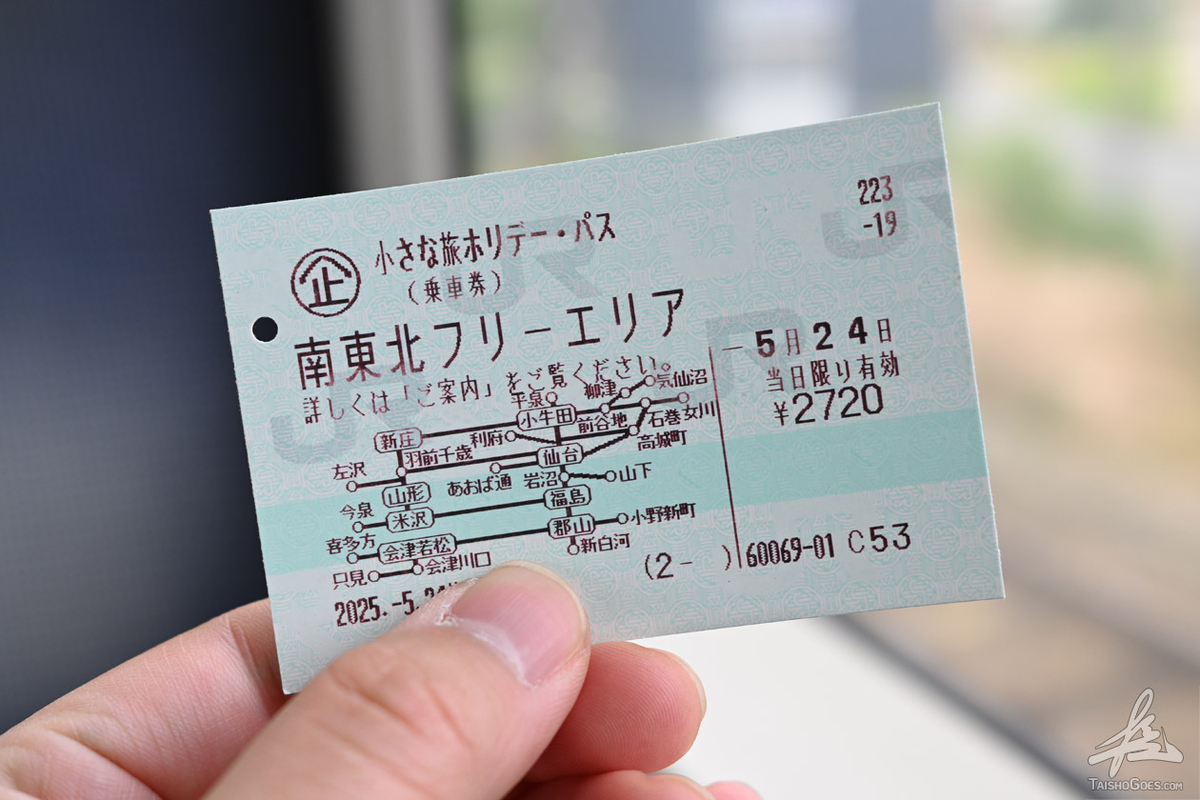 223
-19
企
小さな旅ホリデー・パス
(乗車券)
南東北フリーエリア
詳しくは「ご案内」をご覧ください。
-5月24日
当日限り有効
¥2720
平泉 柳津 気仙沼
小牛田 前谷地 石巻 女川
新庄 利府 高城町
羽前千歳 仙台
左沢 あおば通 岩沼 山下
山形 福島
今泉 米沢
郡山 小野新町
喜多方 会津若松 新白河
只見 会津川口
(2- )
60069-01 C53
2025.-5.
TAISHOGOES.COM